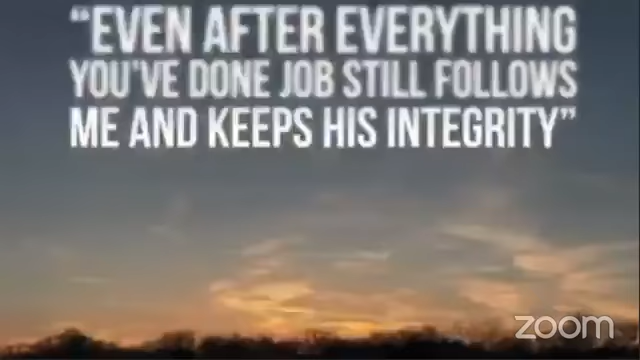 “EVEN AFTER EVERYTHING
YOU’VE DONE JOB STILL FOLLOWS
ME AND KEEPS HIS INTEGRITY”
zoom